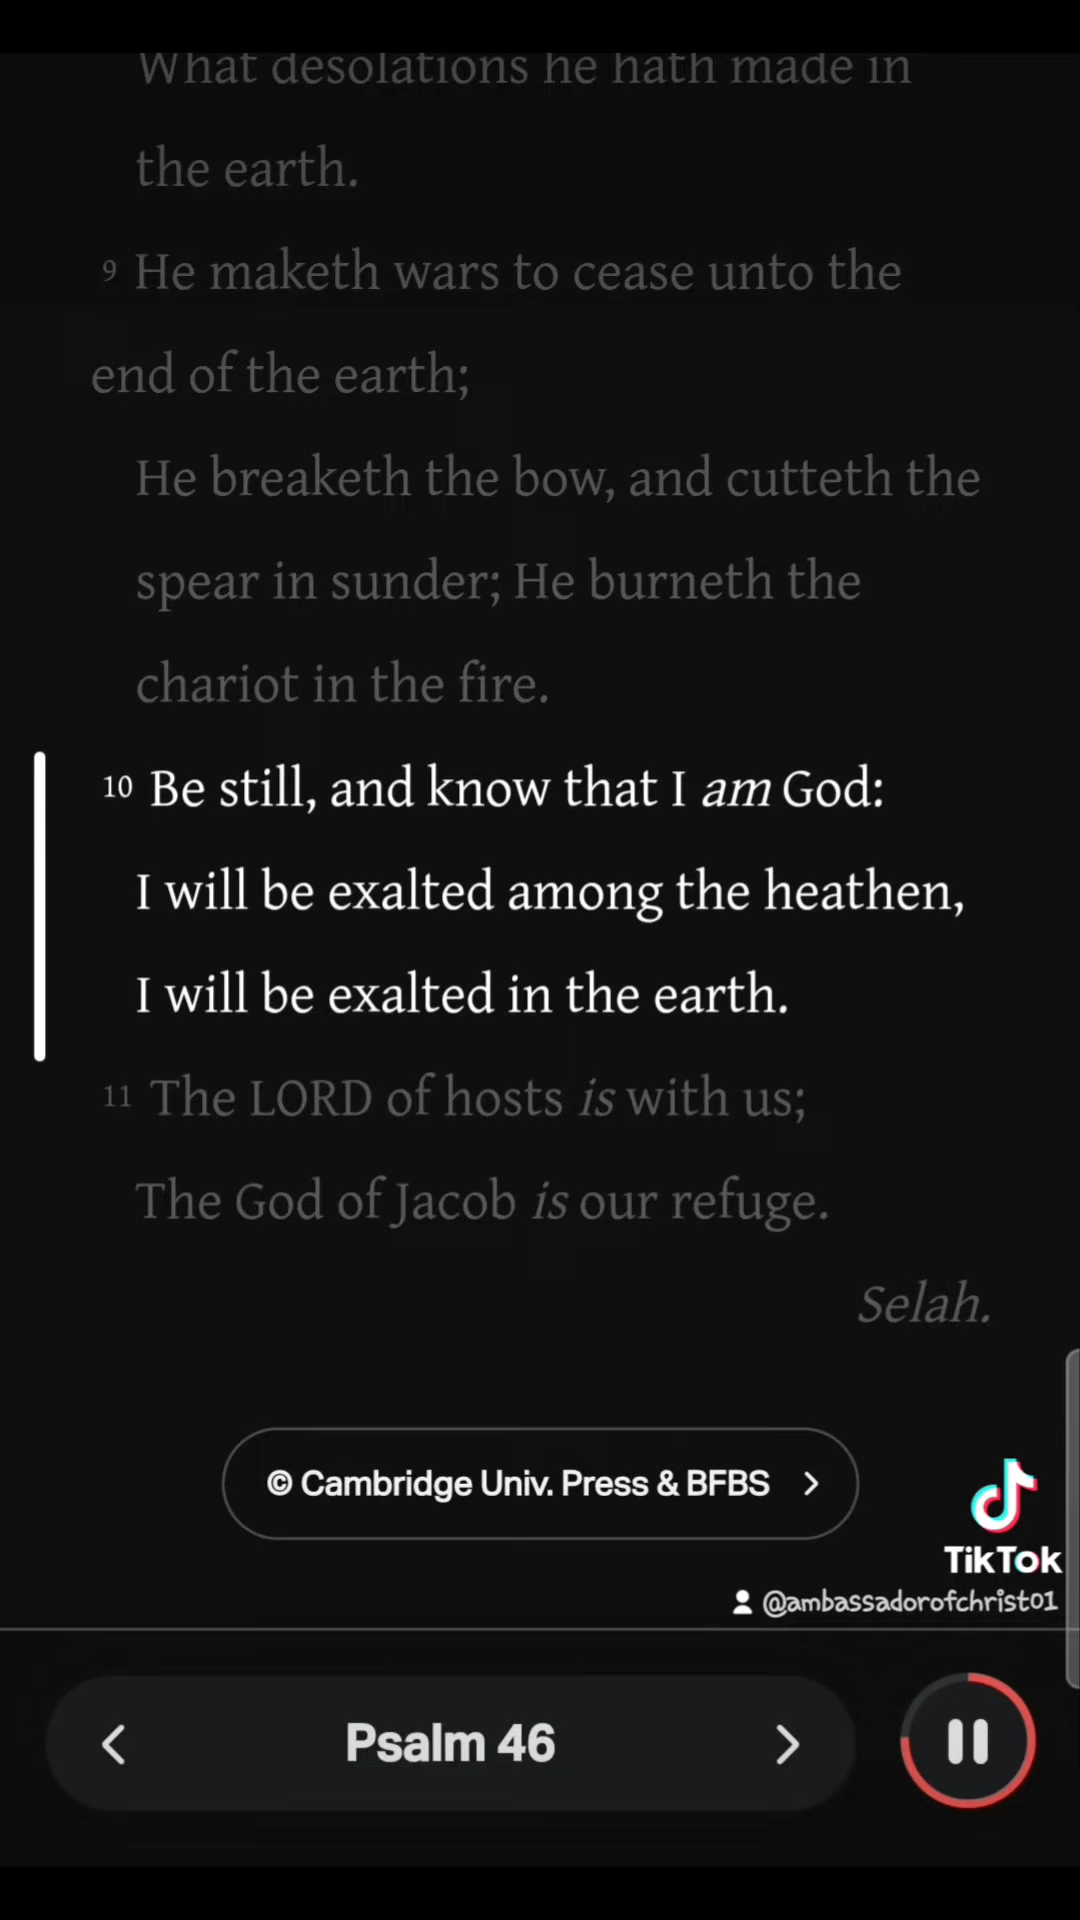 What desolations he hath made in
the earth.
9 He maketh wars to cease unto the
end of the earth;
He breaketh the bow, and cutteth the
spear in sunder; He burneth the
chariot in the fire.
10 Be still, and know that I am God:
I will be exalted among the heathen,
I will be exalted in the earth.
11 The LORD of hosts is with us;
The God of Jacob is our refuge.
Selah.
© Cambridge Univ. Press & BFBS >
TikTok
@ambassadorofchrist01
< Psalm 46 >